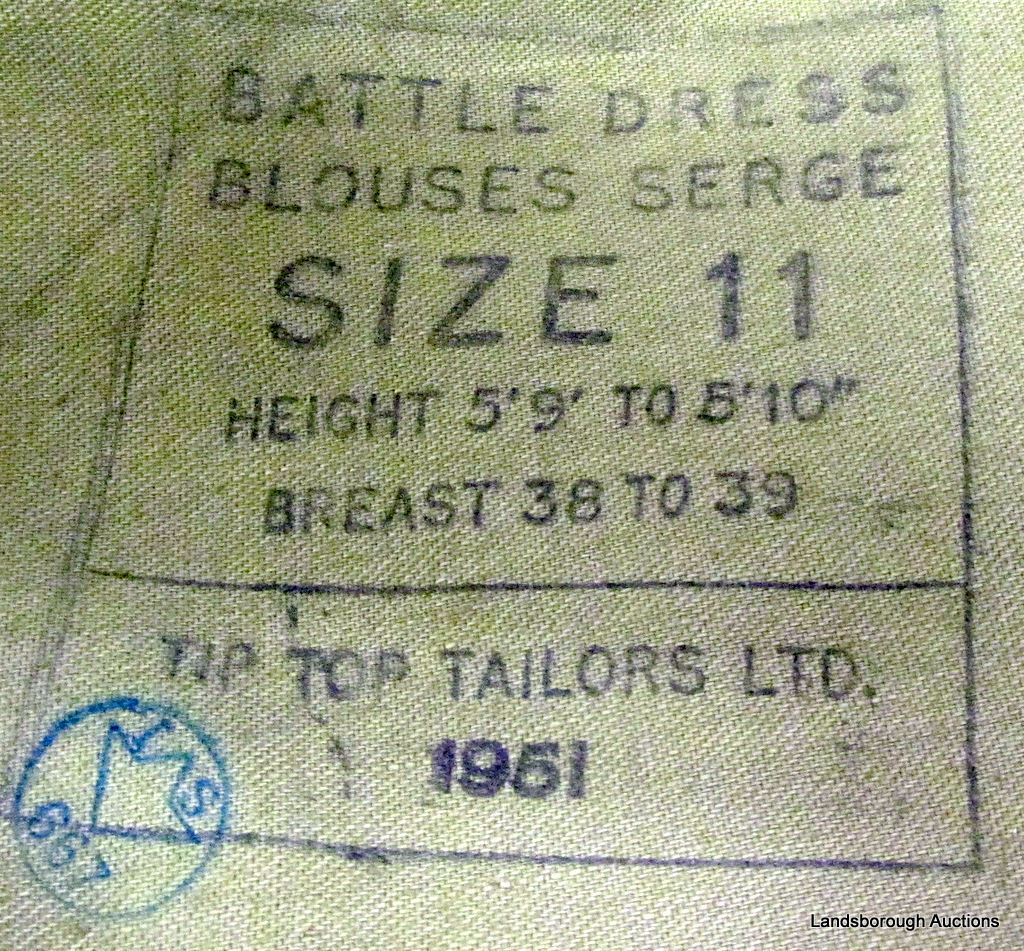 BATTLE DRESS
BLOUSES SERGE
SIZE 11
HEIGHT 5'9' TO 5'10"
BREAST 38 TO 39
TIP TOP TAILORS LTD.
1951
Landsborough Auctions